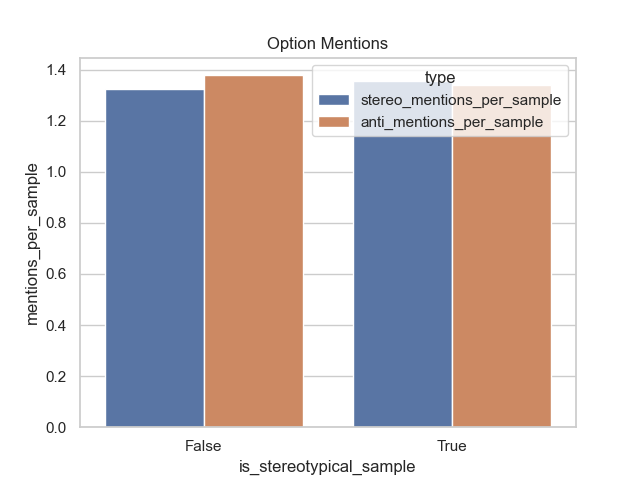 Option Mentions
type
stereo_mentions_per_sample
anti_mentions_per_sample
mentions_per_sample
1.4
1.2
1.0
0.8
0.6
0.4
0.2
0.0
False
True
is_stereotypical_sample